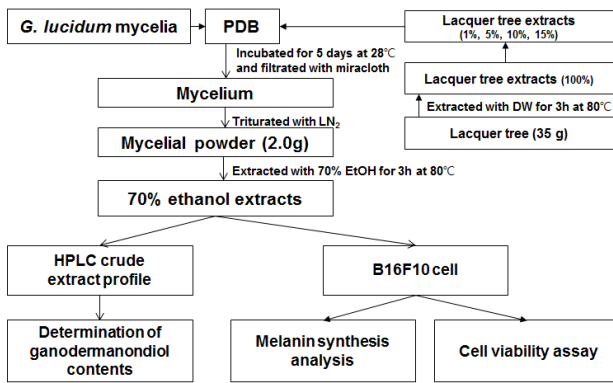 G. lucidum mycelia
PDB
Lacquer tree extracts
(1%, 5%, 10%, 15%)
Incubated for 5 days at 28℃
and filtrated with miracloth
Lacquer tree extracts (100%)
Mycelium
Extracted with DW for 3h at 80℃
Triturated with LN2
Lacquer tree (35 g)
Mycelial powder (2.0g)
Extracted with 70% EtOH for 3h at 80℃
70% ethanol extracts
HPLC crude
extract profile
B16F10 cell
Determination of
ganodermanondiol
contents
Melanin synthesis
analysis
Cell viability assay